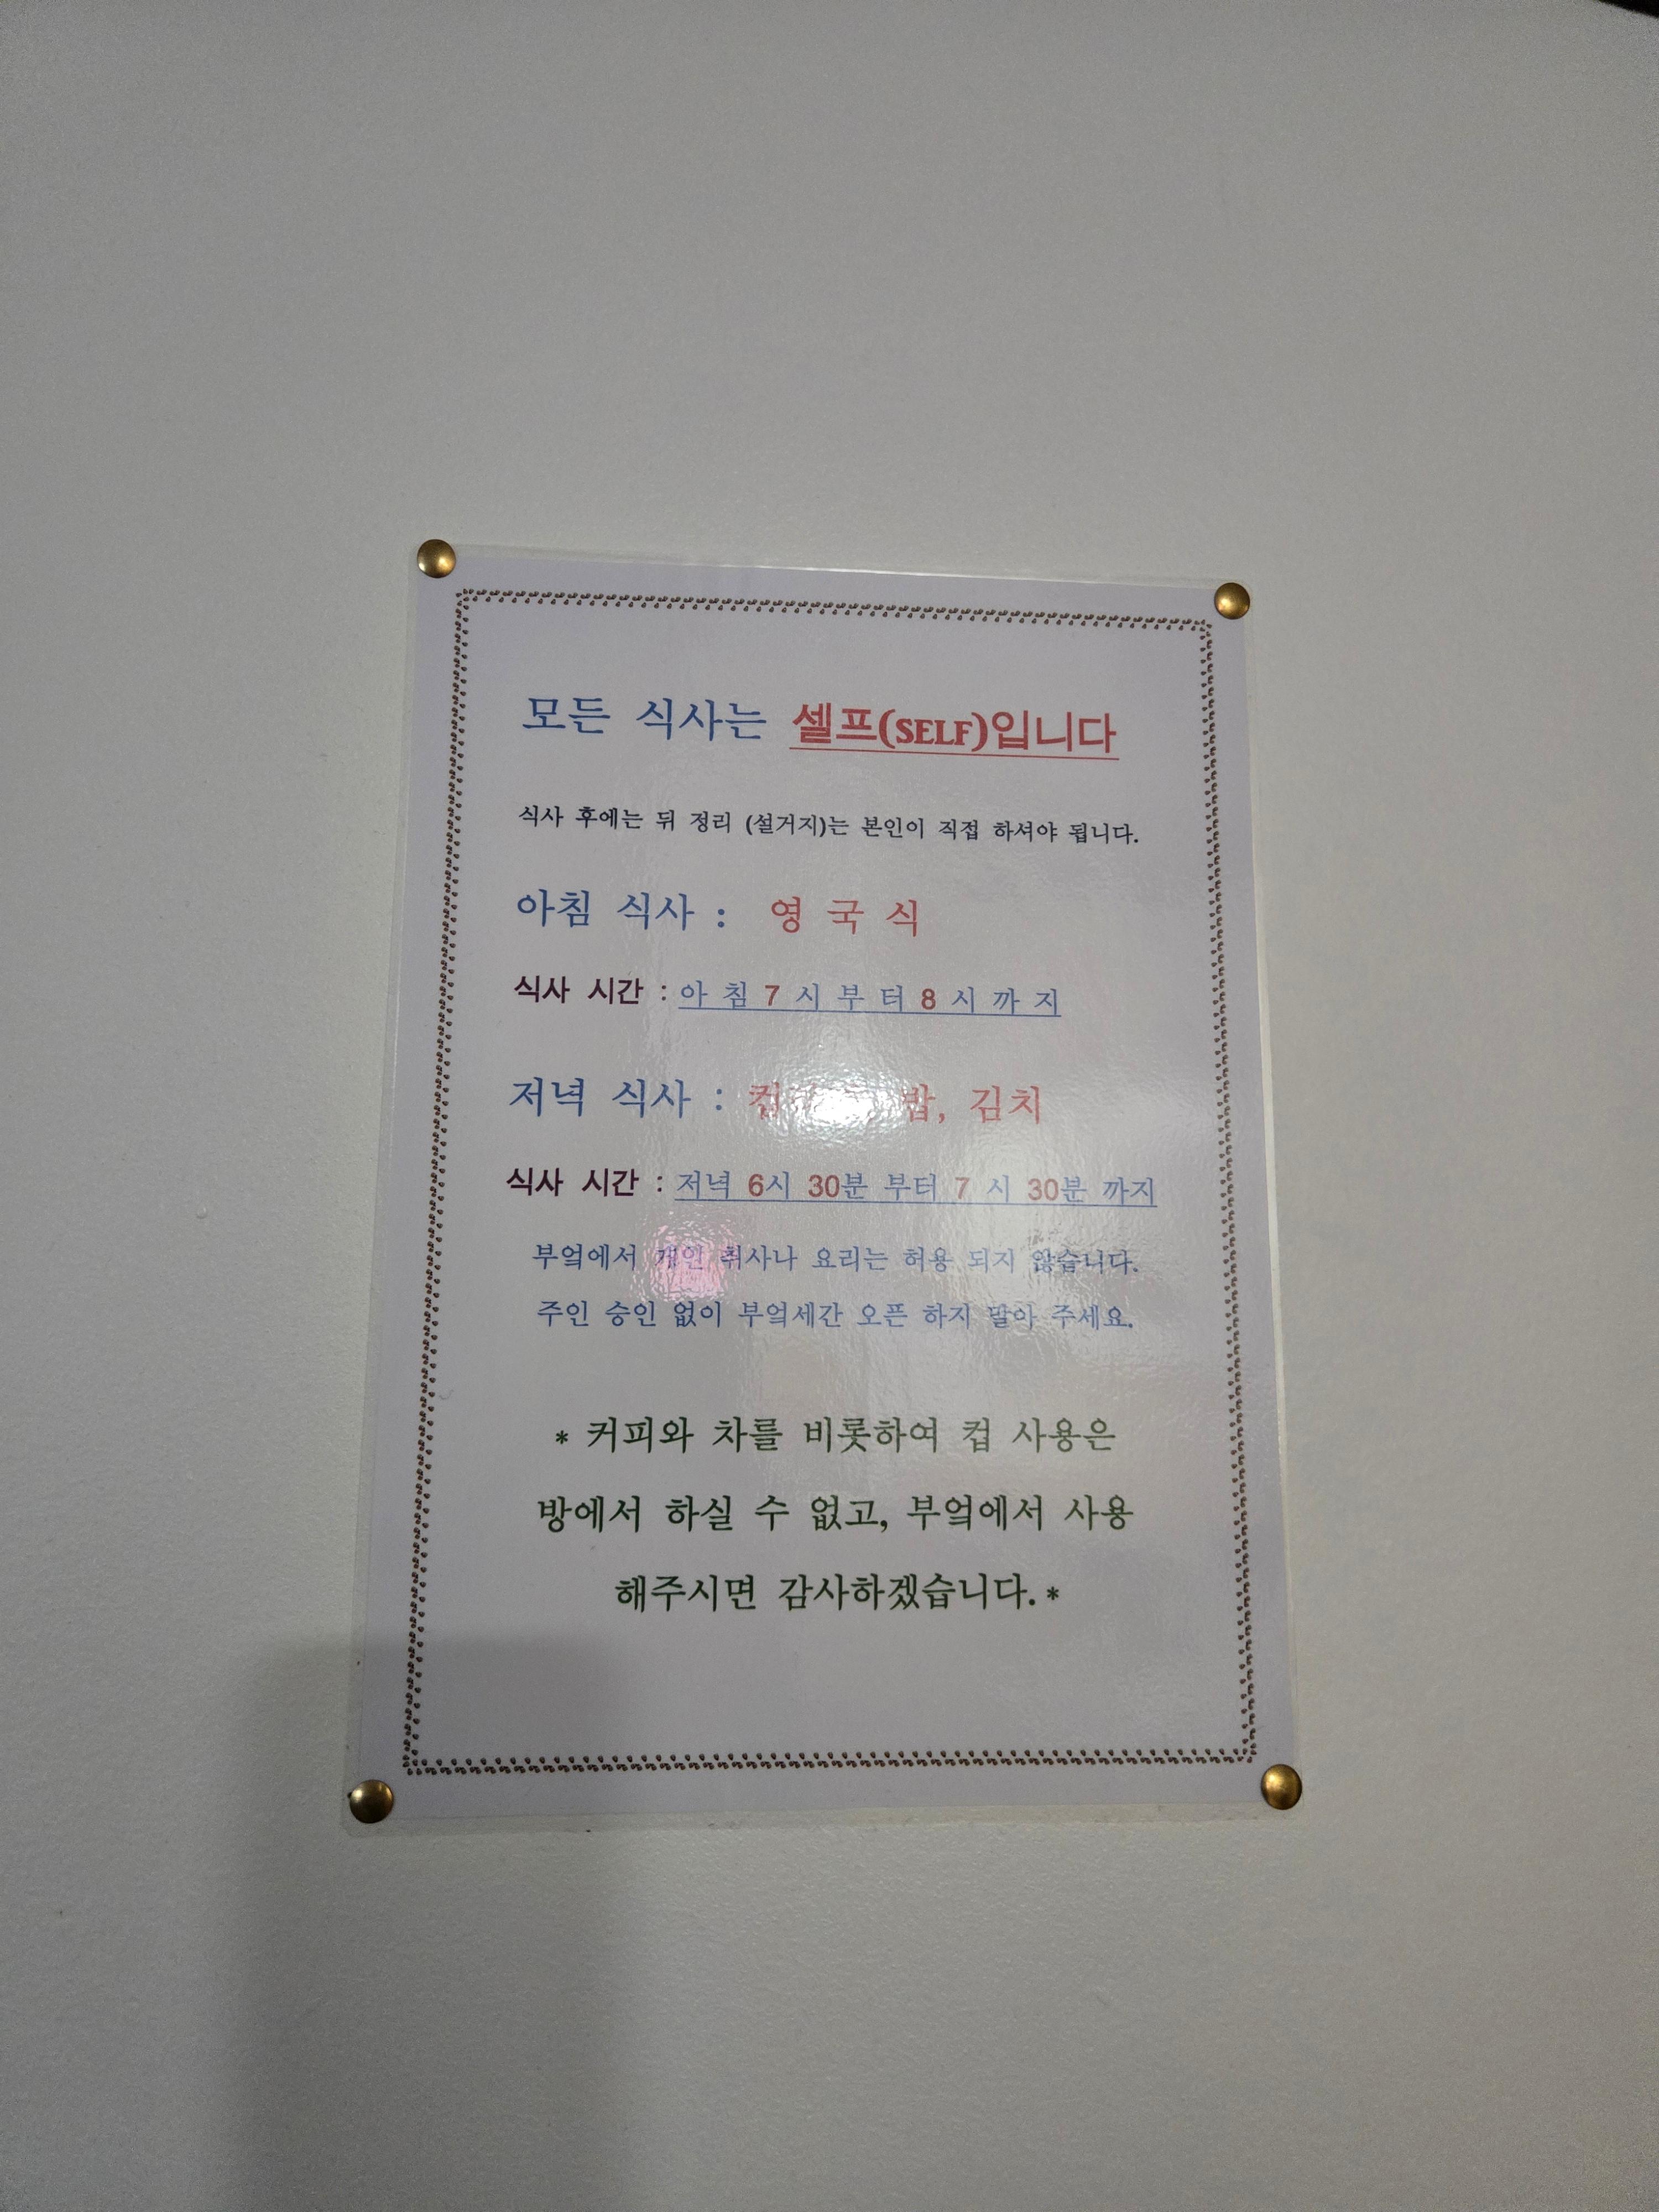 모든 식사는 셀프(SELF)입니다
식사 후에는 뒤 정리 (설거지)는 본인이 직접 하셔야 됩니다.
아침 식사 : 영 국 식
식사 시간 : 아 침 7 시 부 터 8 시 까 지
저녁 식사 : 밥, 김치
식사 시간 : 저녁 6시 30분 부터 7 시 30분 까지
부엌에서 개인 취사나 요리는 허용 되지 않습니다.
주인 승인 없이 부엌세간 오픈 하지 말아 주세요.
* 커피와 차를 비롯하여 컵 사용은
방에서 하실 수 없고, 부엌에서 사용
해주시면 감사하겠습니다. *